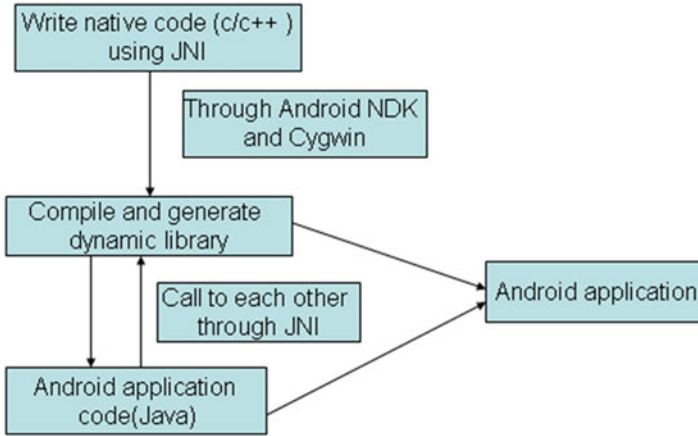 Write native code (c/c++ )
using JNI
Through Android NDK
and Cygwin
Compile and generate
dynamic library
Call to each other
through JNI
Android application
Android application
code(Java)